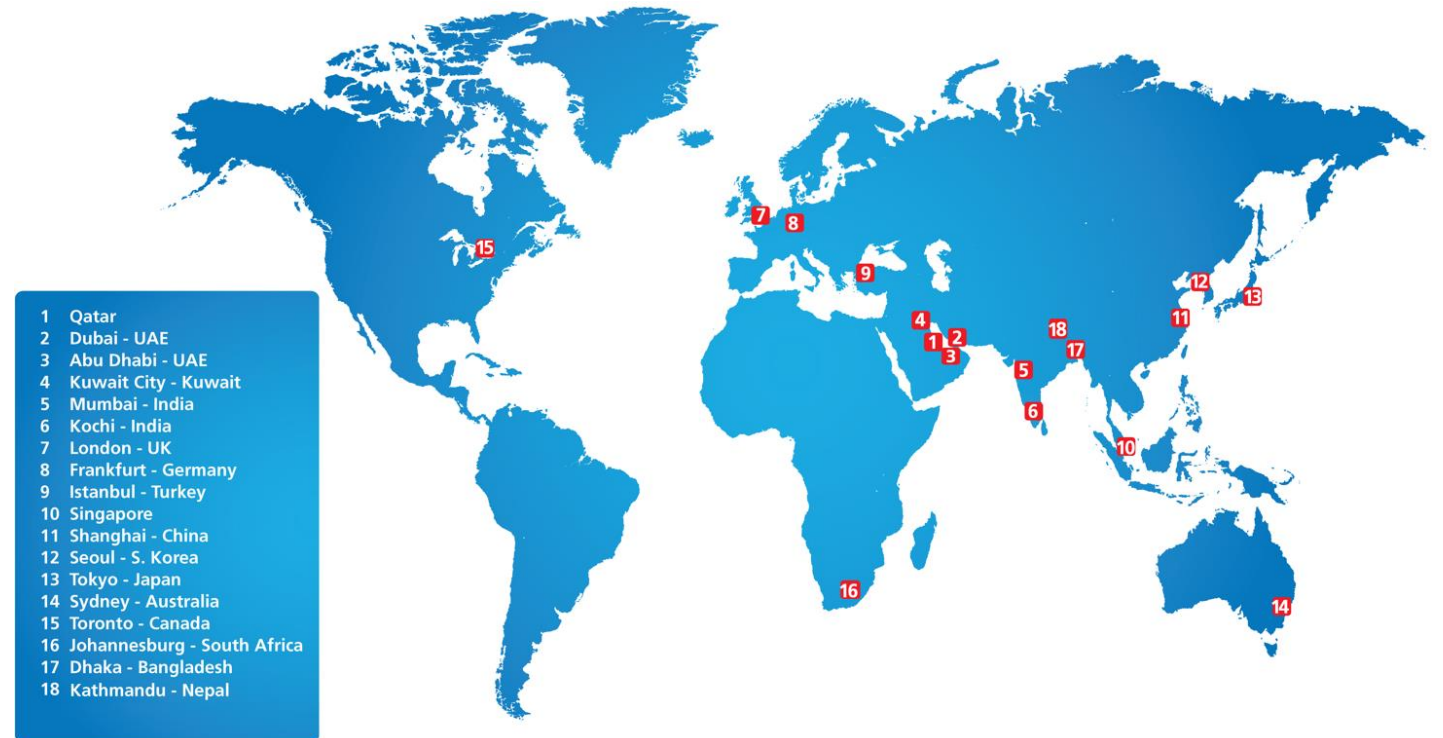 1 Qatar
2 Dubai - UAE
3 Abu Dhabi - UAE
4 Kuwait City - Kuwait
5 Mumbai - India
6 Kochi - India
7 London - UK
8 Frankfurt - Germany
9 Istanbul - Turkey
10 Singapore
11 Shanghai - China
12 Seoul - S. Korea
13 Tokyo - Japan
14 Sydney - Australia
15 Toronto - Canada
16 Johannesburg - South Africa
17 Dhaka - Bangladesh
18 Kathmandu - Nepal
7
8
15
9
12
13
4
11
18
1
2
17
3
5
6
10
16
14